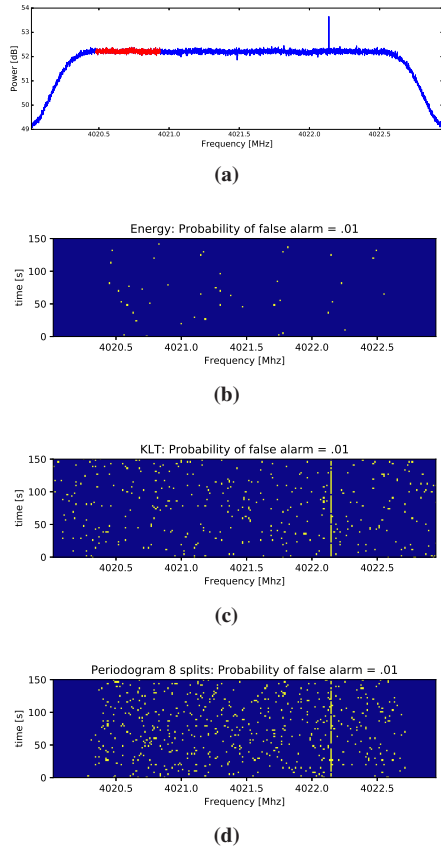 54
53
52
51
50
49
Power [dB]
4020.5 4021.0 4021.5 4022.0 4022.5
Frequency [MHz]
(a)
Energy: Probability of false alarm = .01
150
100
50
0
time [s]
4020.5 4021.0 4021.5 4022.0 4022.5
Frequency [Mhz]
(b)
KLT: Probability of false alarm = .01
150
100
50
0
time [s]
4020.5 4021.0 4021.5 4022.0 4022.5
Frequency [Mhz]
(c)
Periodogram 8 splits: Probability of false alarm = .01
150
100
50
0
time [s]
4020.5 4021.0 4021.5 4022.0 4022.5
Frequency [Mhz]
(d)